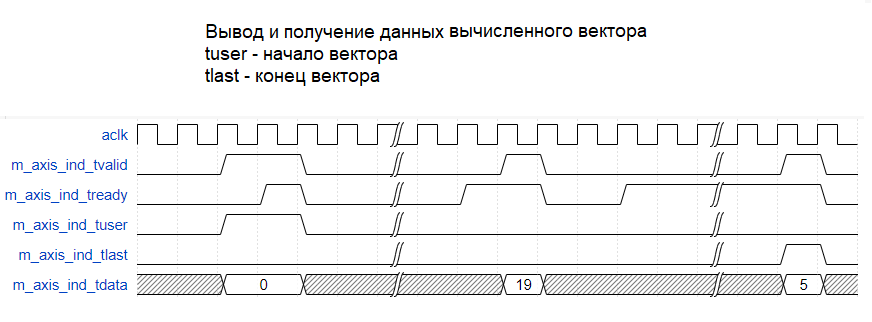 Вывод и получение данных вычисленного вектора
tuser - начало вектора
tlast - конец вектора
aclk
m_axis_ind_tvalid
m_axis_ind_tready
m_axis_ind_tuser
m_axis_ind_tlast
m_axis_ind_tdata 0 19 5